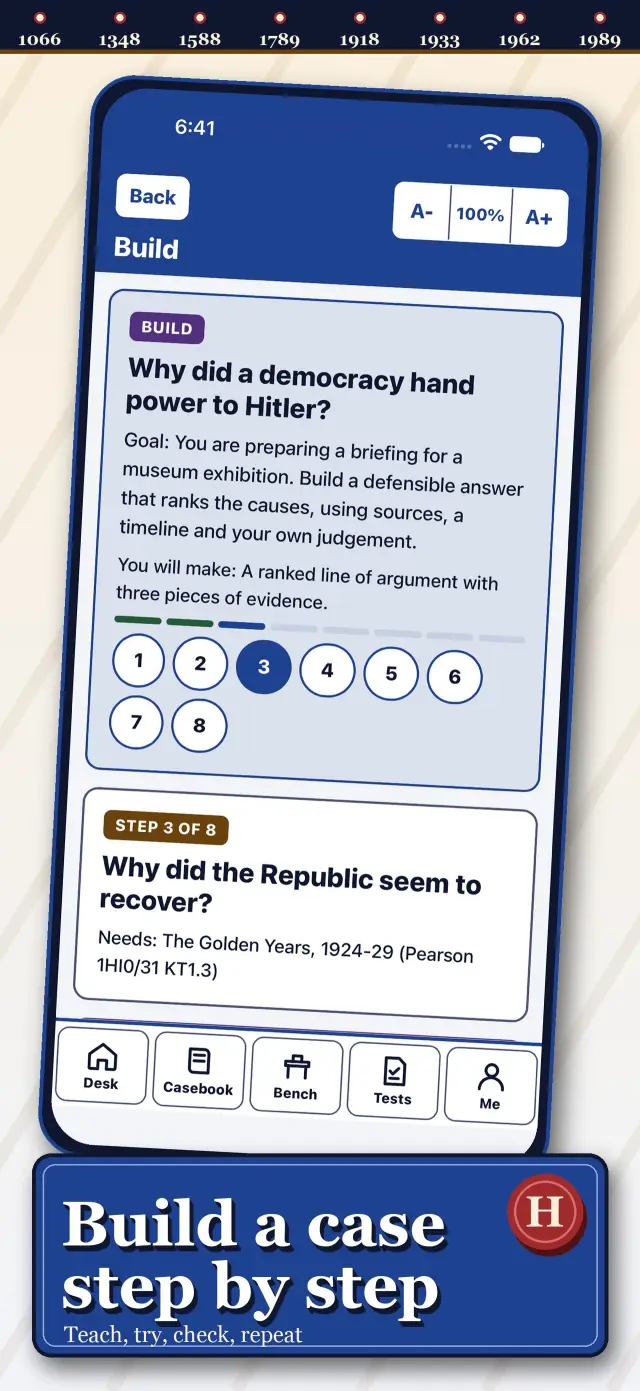 1066 1348 1588 1789 1918 1933 1962 1989
6:41
Back
A- 100% A+
Build
BUILD
Why did a democracy hand
power to Hitler?
Goal: You are preparing a briefing for a
museum exhibition. Build a defensible answer
that ranks the causes, using sources, a
timeline and your own judgement.
You will make: A ranked line of argument with
three pieces of evidence.
1 2 3 4 5 6
7 8
STEP 3 OF 8
Why did the Republic seem to
recover?
Needs: The Golden Years, 1924-29 (Pearson
1HI0/31 KT1.3)
Desk Casebook Bench Tests Me
H
Build a case
step by step
Teach, try, check, repeat